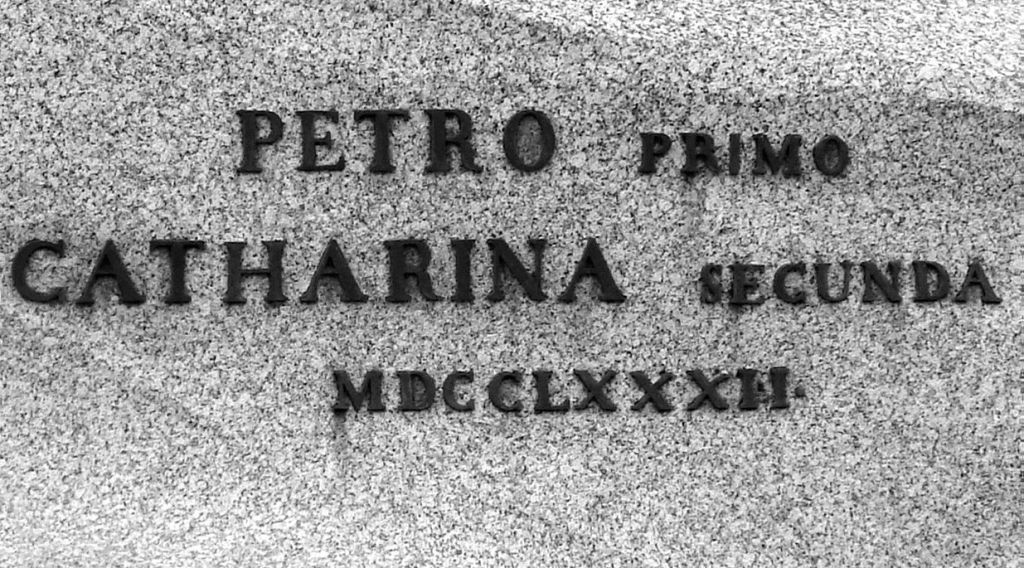 PETRO PRIMO
CATHARINA SECUNDA
MDCCLXXXII.